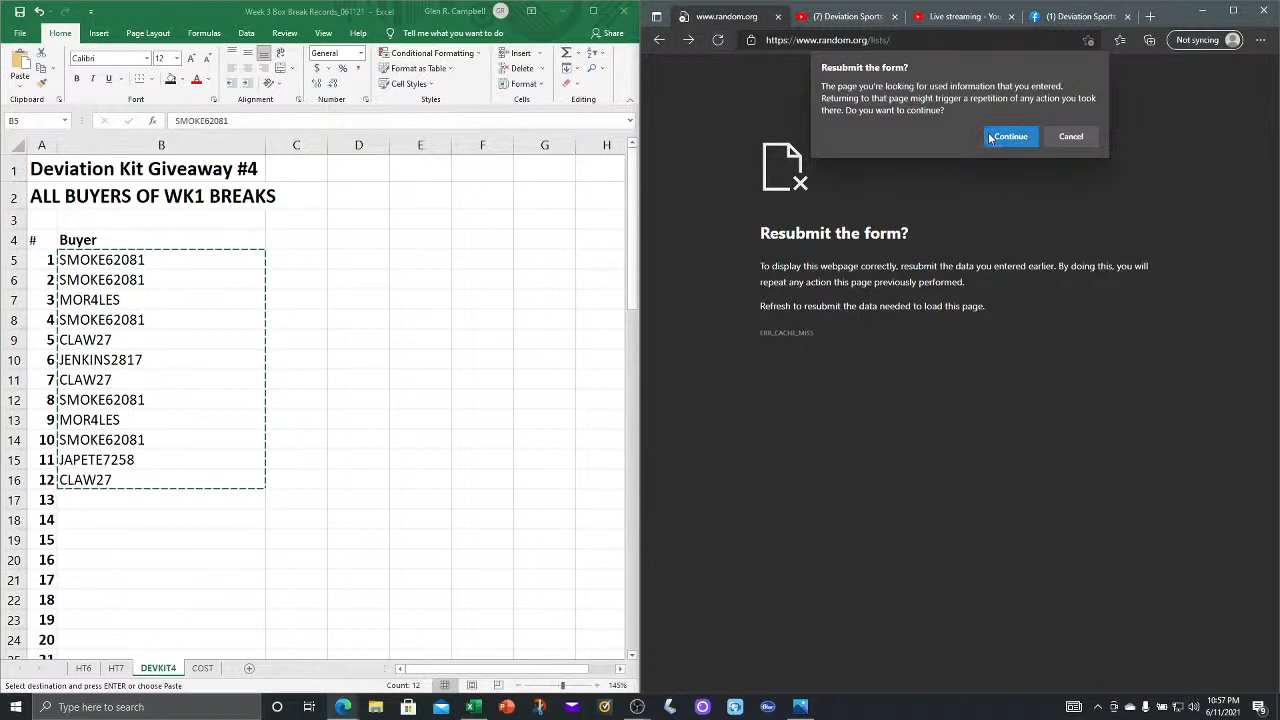 Week 3 Box Break Records_061121 - Excel
Glen R. Campbell
GR
File
Home
Insert
Draw
Page Layout
Formulas
Data
Review
View
Help
Tell me what you want to do
Share
Paste
Clipboard
Calibri
12
B
I
U
Font
Alignment
General
$
%
Number
Conditional Formatting
Format as Table
Cell Styles
Styles
Insert
Delete
Format
Cells
Editing
B5
fx
SMOKE62081
A B D E F G H
1 Deviation Kit Giveaway #4
2 ALL BUYERS OF WK1 BREAKS
3
4 # Buyer
5 1 SMOKE62081
6 2 SMOKE62081
7 3 MOR4LES
8 4 SMOKE62081
9 5 CLAW27
10 6 JENKINS2817
11 7 CLAW27
12 8 SMOKE62081
13 9 MOR4LES
14 10 SMOKE62081
15 11 JAPETE7258
16 12 CLAW27
17 13
18 14
19 15
20 16
21 17
22 18
23 19
24 20
HT6
HT7
DEVKIT4
COST
Select destination and press ENTER or choose Paste
Count: 12
145%
www.random.org
(7) Deviation Sports
Live streaming - You
(1) Deviation Sports
https://www.random.org/lists/
Not syncing
Resubmit the form?
The page you're looking for used information that you entered.
Returning to that page might trigger a repetition of any action you took
there. Do you want to continue?
Continue
Cancel
Resubmit the form?
To display this webpage correctly, resubmit the data you entered earlier. By doing this, you will
repeat any action this page previously performed.
Refresh to resubmit the data needed to load this page.
ERR_CACHE_MISS
Type here to search
10:57 PM
6/11/2021